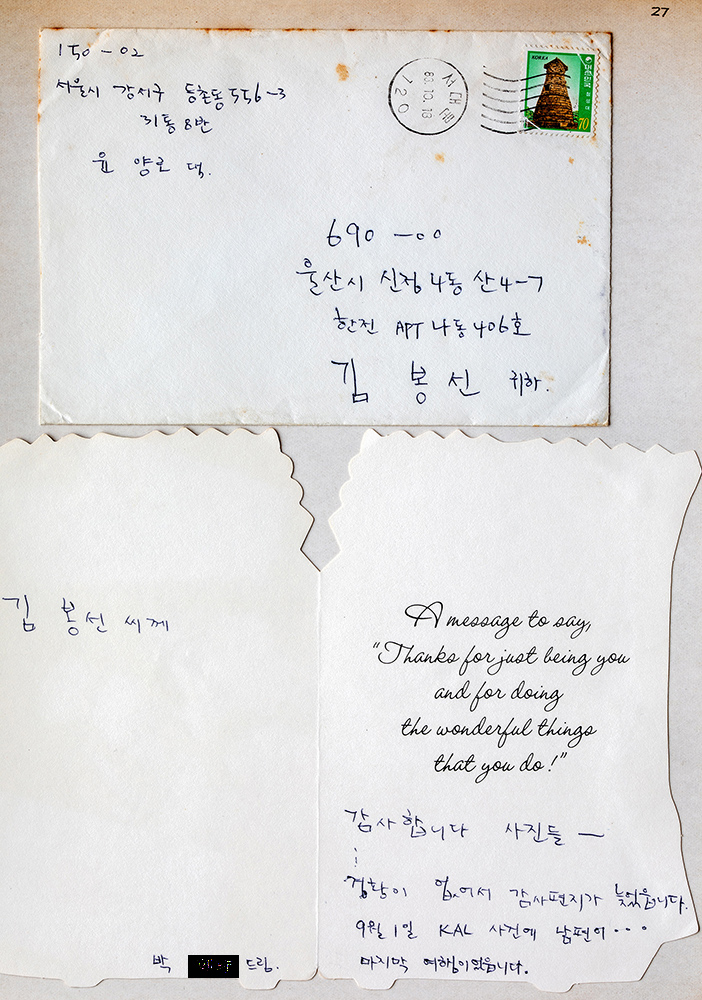 27
150-02
서울시 강서구 등촌동 556-3
31통 8반
윤 양로 댁.
83.10.18
120
KOREA
70
690-00
울산시 신정4동 산4-7
한진 APT 나동 406호
김 봉선 귀하.
김 봉선 씨께
박 드림.
A message to say,
"Thanks for just being you
and for doing
the wonderful things
that you do!"
감사합니다 사진들 —
⋮
경황이 없어서 감사편지가 늦었읍니다.
9월 1일 KAL 사건에 남편이 ...
마지막 여행이었읍니다.